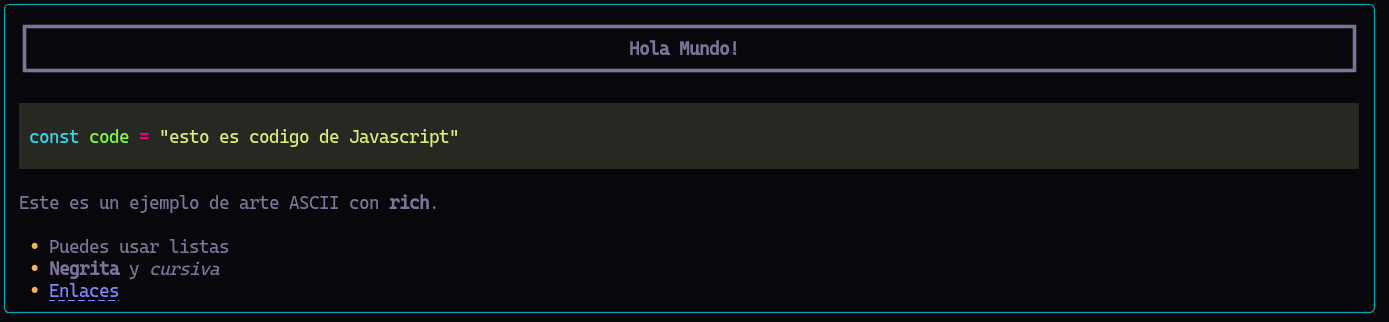 Hola Mundo!
const code = "esto es codigo de Javascript"
Este es un ejemplo de arte ASCII con rich.
• Puedes usar listas
• Negrita y cursiva
• Enlaces